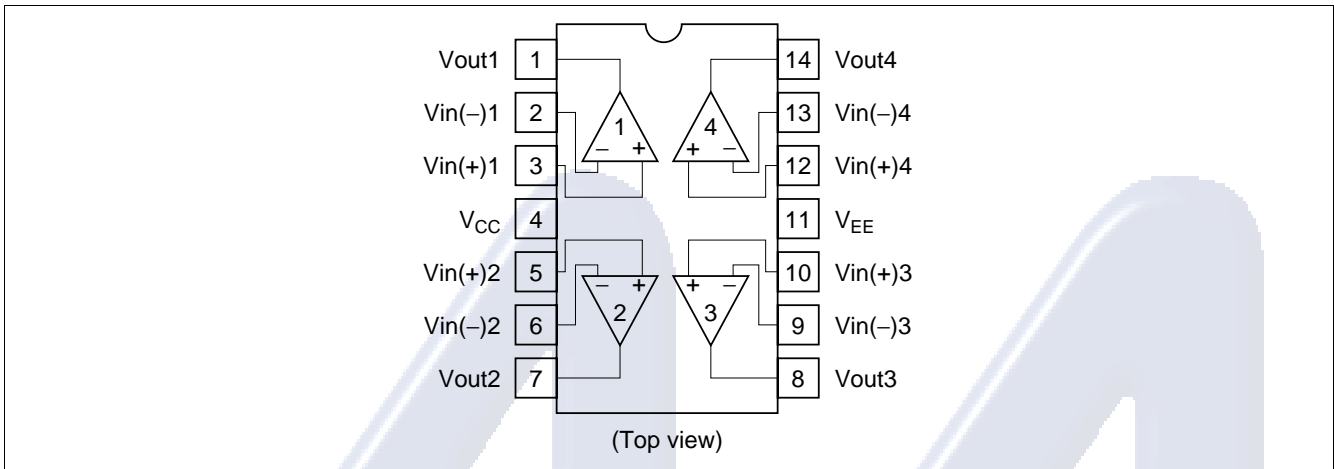 Vout1 1 14 Vout4
Vin(−)1 2 13 Vin(−)4
1 4
− + + −
Vin(+)1 3 12 Vin(+)4
VCC 4 11 VEE
Vin(+)2 5 10 Vin(+)3
− + + −
2 3
Vin(−)2 6 9 Vin(−)3
Vout2 7 8 Vout3
(Top view)